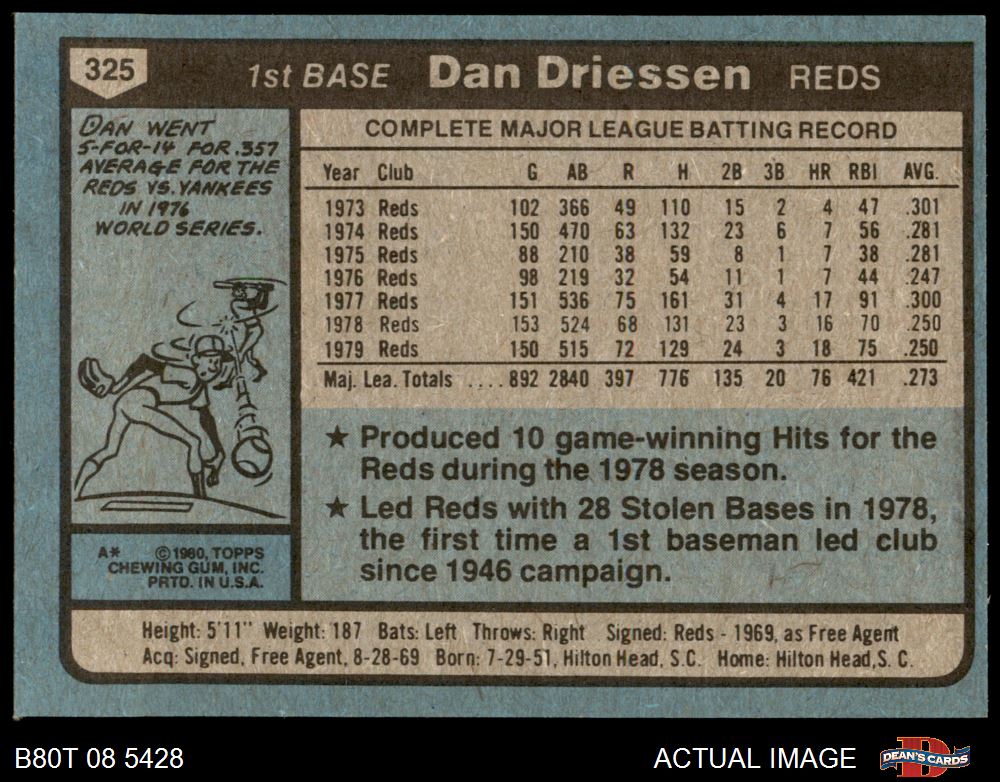 325
1st BASE Dan Driessen REDS
DAN WENT
5-FOR-14 FOR .357
AVERAGE FOR THE
REDS VS. YANKEES
IN 1976
WORLD SERIES.
COMPLETE MAJOR LEAGUE BATTING RECORD
Year Club G AB R H 2B 3B HR RBI AVG.
1973 Reds 102 366 49 110 15 2 4 47 .301
1974 Reds 150 470 63 132 23 6 7 56 .281
1975 Reds 88 210 38 59 8 1 7 38 .281
1976 Reds 98 219 32 54 11 1 7 44 .247
1977 Reds 151 536 75 161 31 4 17 91 .300
1978 Reds 153 524 68 131 23 3 16 70 .250
1979 Reds 150 515 72 129 24 3 18 75 .250
Maj. Lea. Totals .... 892 2840 397 776 135 20 76 421 .273
★ Produced 10 game-winning Hits for the
Reds during the 1978 season.
★ Led Reds with 28 Stolen Bases in 1978,
the first time a 1st baseman led club
since 1946 campaign.
A* © 1980, TOPPS
CHEWING GUM, INC.
PRTD. IN U.S.A.
Height: 5'11" Weight: 187 Bats: Left Throws: Right Signed: Reds - 1969, as Free Agent
Acq: Signed, Free Agent, 8-28-69 Born: 7-29-51, Hilton Head, S.C. Home: Hilton Head, S. C.
B80T 08 5428
ACTUAL IMAGE
DEAN'S CARDS